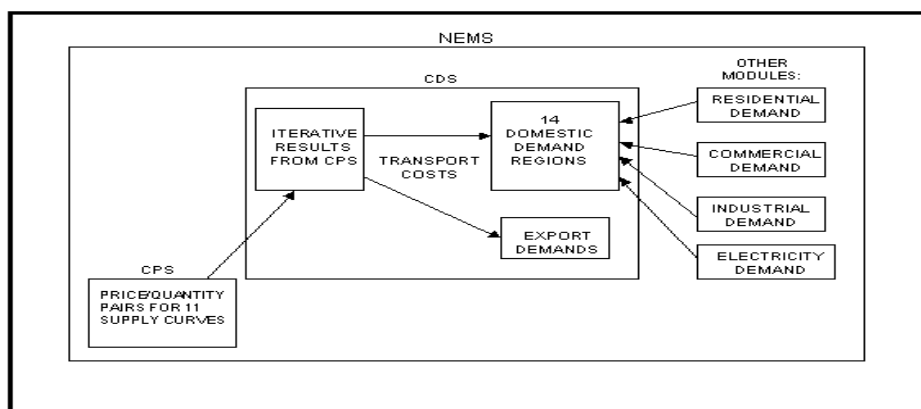 NEMS
CDS
OTHER
MODULES:
ITERATIVE
RESULTS
FROM CPS
TRANSPORT
COSTS
14
DOMESTIC
DEMAND
REGIONS
EXPORT
DEMANDS
RESIDENTIAL
DEMAND
COMMERCIAL
DEMAND
INDUSTRIAL
DEMAND
ELECTRICITY
DEMAND
CPS
PRICE/QUANTITY
PAIRS FOR 11
SUPPLY CURVES